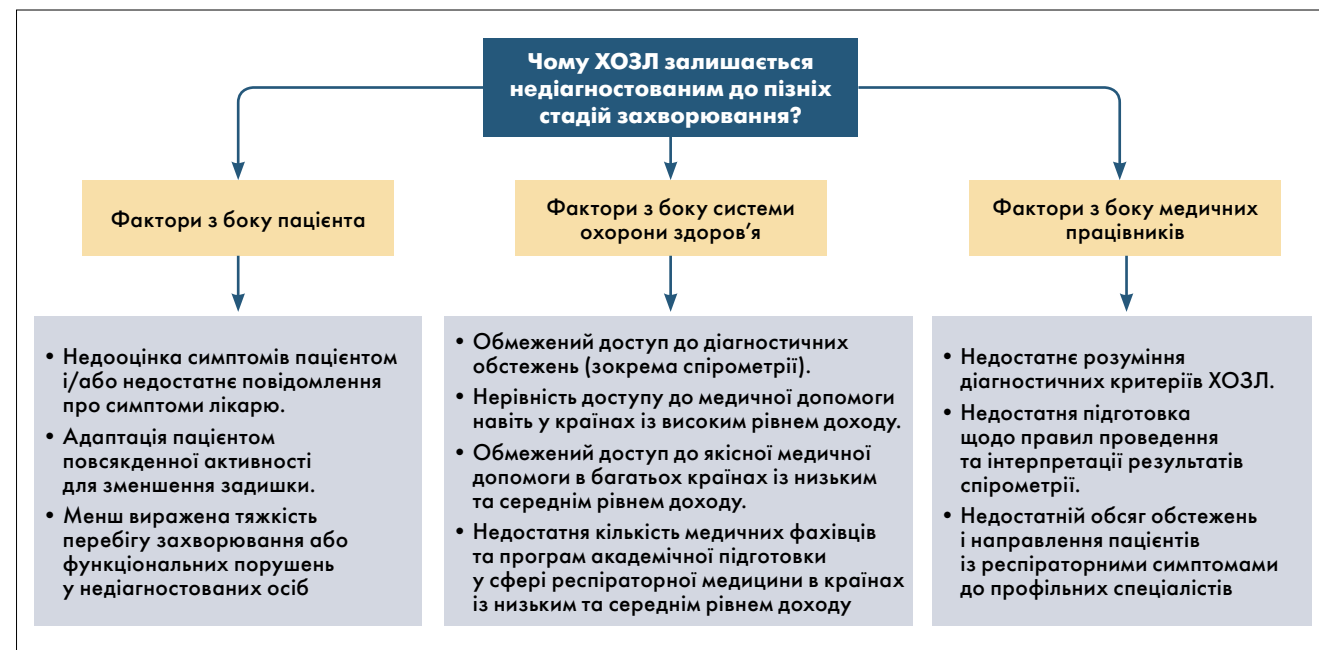 Чому ХОЗЛ залишається
недіагностованим до пізніх
стадій захворювання?
Фактори з боку пацієнта
Фактори з боку системи
охорони здоров’я
Фактори з боку медичних
працівників
• Недооцінка симптомів пацієнтом
і/або недостатнє повідомлення
про симптоми лікарю.
• Адаптація пацієнтом
повсякденної активності
для зменшення задишки.
• Менш виражена тяжкість
перебігу захворювання або
функціональних порушень
у недіагностованих осіб
• Обмежений доступ до діагностичних
обстежень (зокрема спірометрії).
• Нерівність доступу до медичної допомоги
навіть у країнах із високим рівнем доходу.
• Обмежений доступ до якісної медичної
допомоги в багатьох країнах із низьким
та середнім рівнем доходу.
• Недостатня кількість медичних фахівців
та програм академічної підготовки
у сфері респіраторної медицини в країнах
із низьким та середнім рівнем доходу
• Недостатнє розуміння
діагностичних критеріїв ХОЗЛ.
• Недостатня підготовка
щодо правил проведення
та інтерпретації результатів
спірометрії.
• Недостатній обсяг обстежень
і направлення пацієнтів
із респіраторними симптомами
до профільних спеціалістів